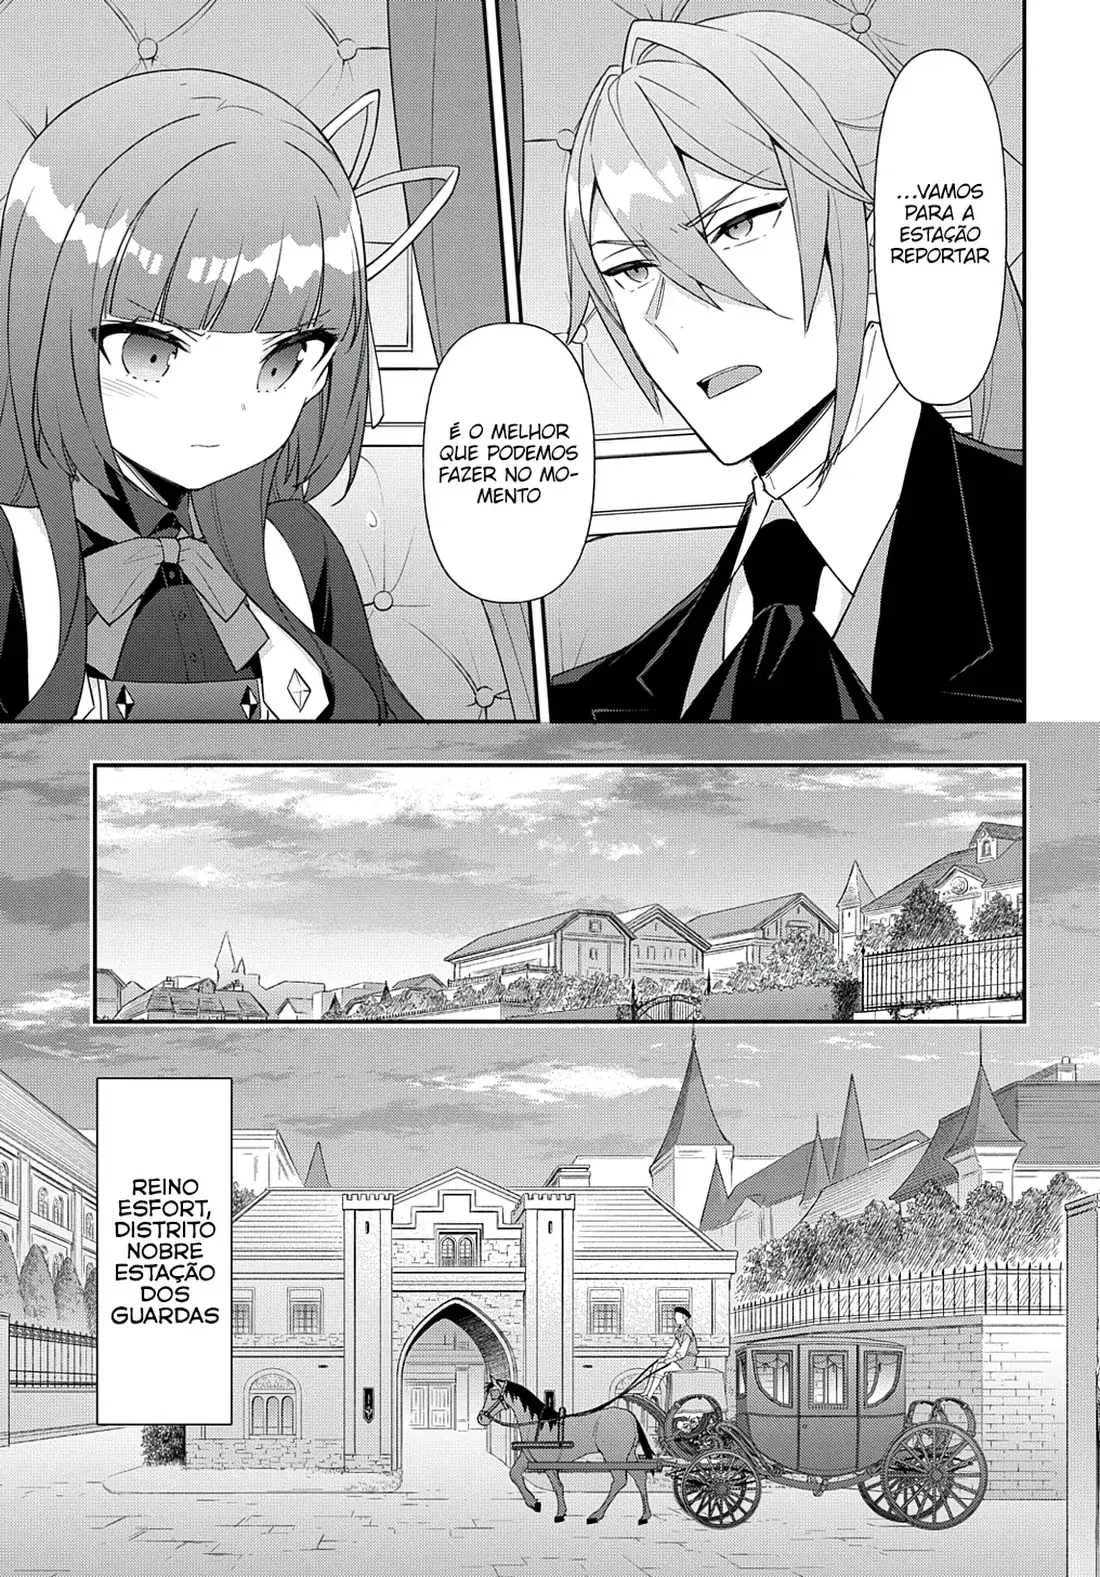 ...VAMOS
PARA A
ESTAÇÃO
REPORTAR
É O MELHOR
QUE PODEMOS
FAZER NO MO-
MENTO
REINO
ESFORT,
DISTRITO
NOBRE
ESTAÇÃO
DOS
GUARDAS